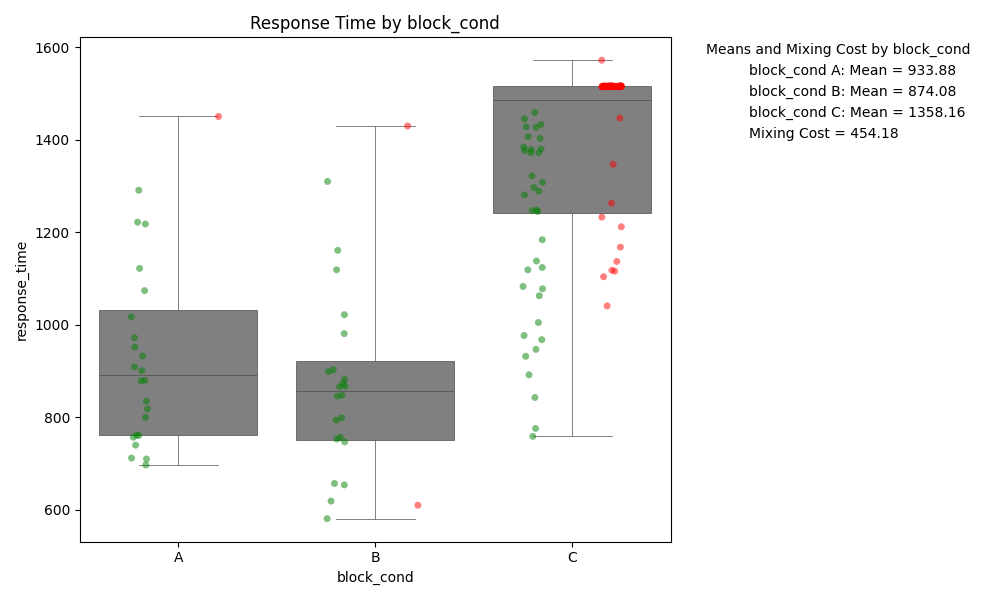 Response Time by block_cond
Means and Mixing Cost by block_cond
block_cond A: Mean = 933.88
block_cond B: Mean = 874.08
block_cond C: Mean = 1358.16
Mixing Cost = 454.18
response_time
1600
1400
1200
1000
800
600
A
B
C
block_cond